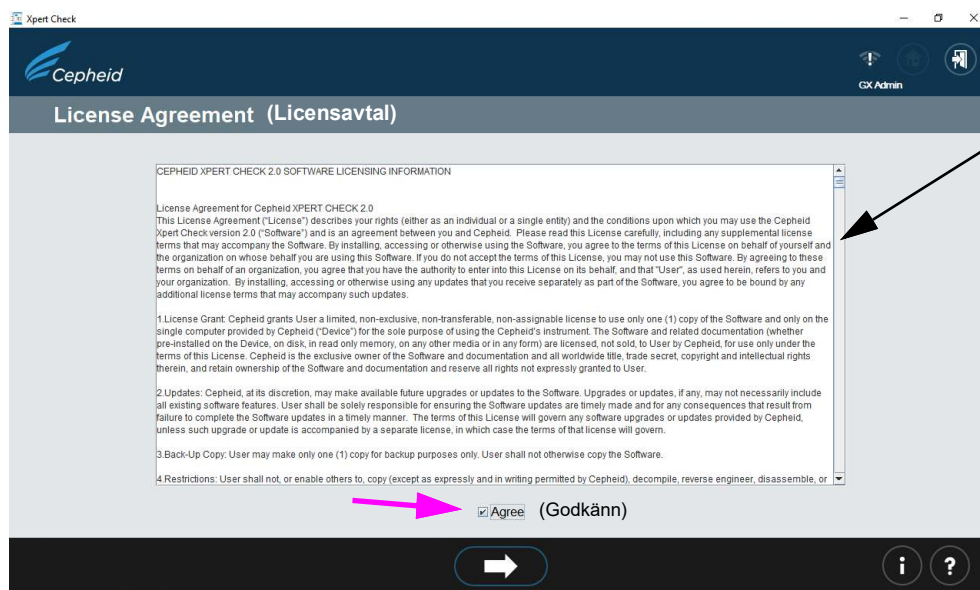 Xpert Check
Cepheid
GX Admin
License Agreement (Licensavtal)
CEPHEID XPERT CHECK 2.0 SOFTWARE LICENSING INFORMATION
License Agreement for Cepheid XPERT CHECK 2.0
This License Agreement ("License") describes your rights (either as an individual or a single entity) and the conditions upon which you may use the Cepheid
Xpert Check version 2.0 ("Software") and is an agreement between you and Cepheid. Please read this License carefully, including any supplemental license
terms that may accompany the Software. By installing, accessing or otherwise using the Software, you agree to the terms of this License on behalf of yourself and
the organization on whose behalf you are using this Software. If you do not accept the terms of this License, you may not use this Software. By agreeing to these
terms on behalf of an organization, you agree that you have the authority to enter into this License on its behalf, and that "User", as used herein, refers to you and
your organization. By installing, accessing or otherwise using any updates that you receive separately as part of the Software, you agree to be bound by any
additional license terms that may accompany such updates.
1.License Grant: Cepheid grants User a limited, non-exclusive, non-transferable, non-assignable license to use only one (1) copy of the Software and only on the
single computer provided by Cepheid ("Device") for the sole purpose of using the Cepheid's instrument. The Software and related documentation (whether
pre-installed on the Device, on disk, in read only memory, on any other media or in any form) are licensed, not sold, to User by Cepheid, for use only under the
terms of this License. Cepheid is the exclusive owner of the Software and documentation and all worldwide title, trade secret, copyright and intellectual rights
therein, and retain ownership of the Software and documentation and reserve all rights not expressly granted to User.
2.Updates: Cepheid, at its discretion, may make available future upgrades or updates to the Software. Upgrades or updates, if any, may not necessarily include
all existing software features. User shall be solely responsible for ensuring the Software updates are timely made and for any consequences that result from
failure to complete the Software updates in a timely manner. The terms of this License will govern any software upgrades or updates provided by Cepheid,
unless such upgrade or update is accompanied by a separate license, in which case the terms of that license will govern.
3.Back-Up Copy: User may make only one (1) copy for backup purposes only. User shall not otherwise copy the Software.
4.Restrictions: User shall not, or enable others to, copy (except as expressly and in writing permitted by Cepheid), decompile, reverse engineer, disassemble, or
Agree (Godkänn)
i ?